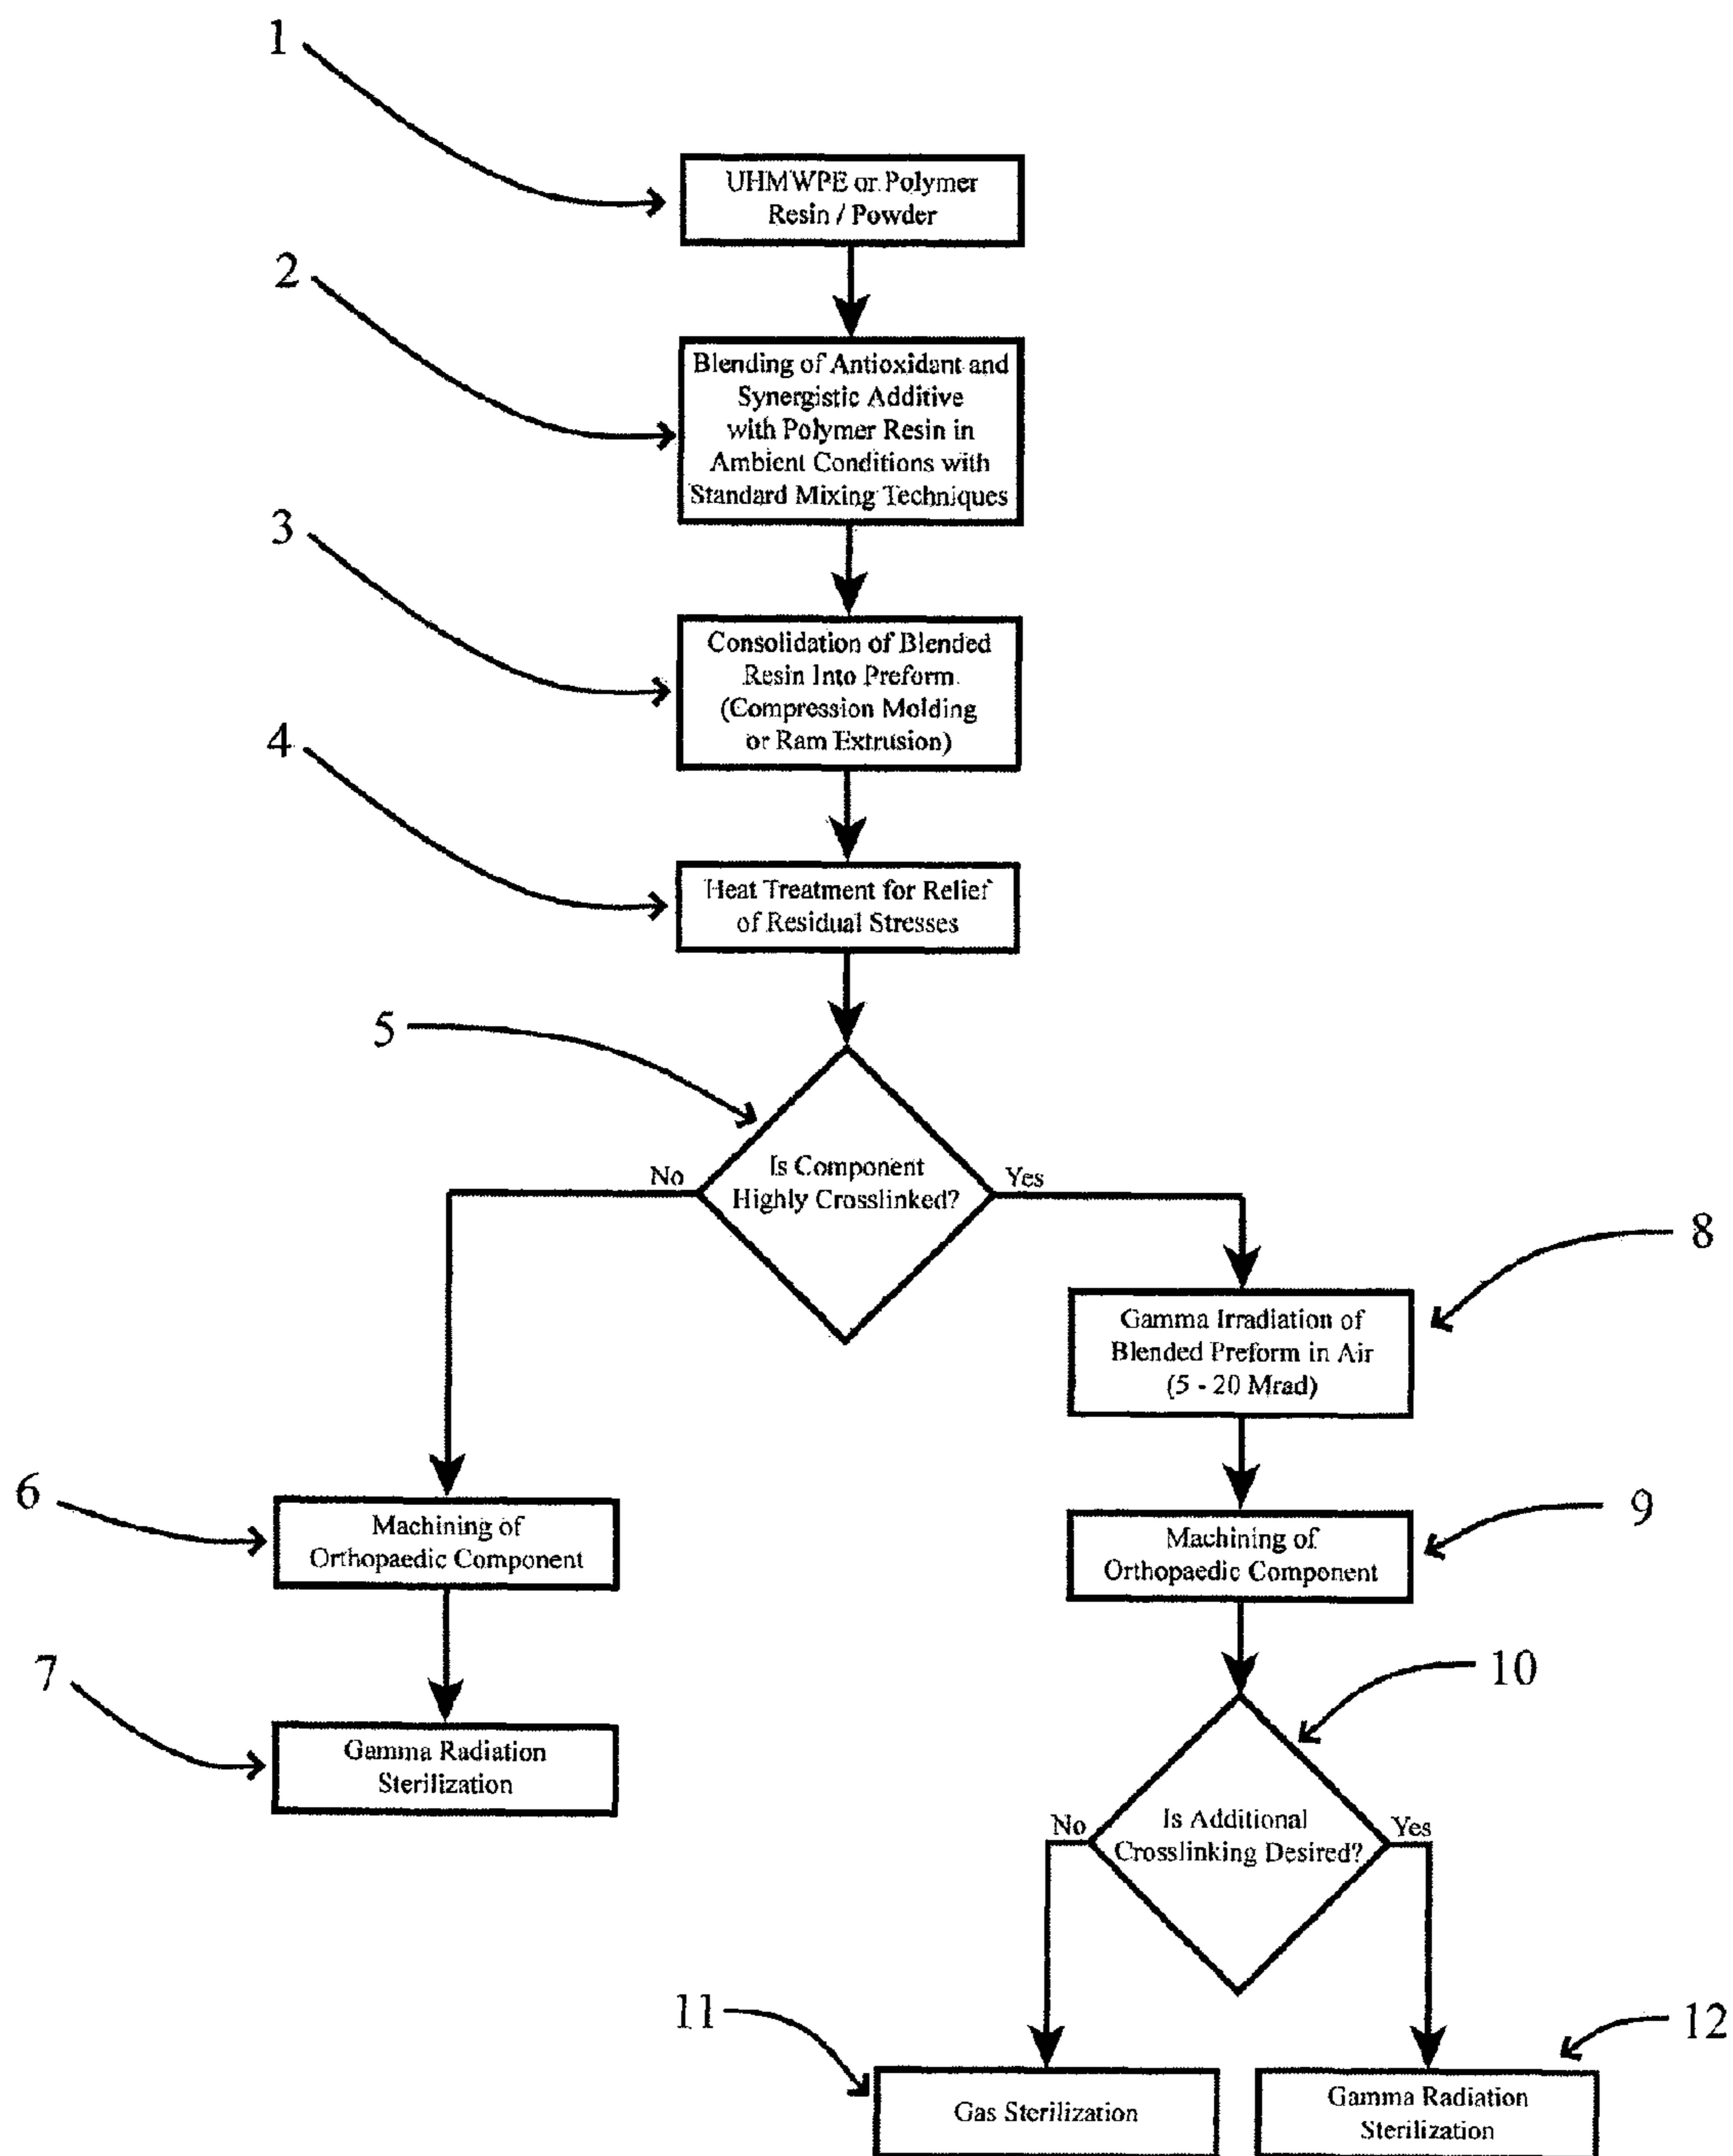 1
UHMWPE or Polymer
Resin / Powder
2
Blending of Antioxidant and
Synergistic Additive
with Polymer Resin in
Ambient Conditions with
Standard Mixing Techniques
3
Consolidation of Blended
Resin Into Preform
(Compression Molding
or Ram Extrusion)
4
Heat Treatment for Relief
of Residual Stresses
5
Is Component
Highly Crosslinked?
No
Yes
8
Gamma Irradiation of
Blended Preform in Air
(5 - 20 Mrad)
6
Machining of
Orthopaedic Component
9
Machining of
Orthopaedic Component
7
Gamma Radiation
Sterilization
10
Is Additional
Crosslinking Desired?
No
Yes
11
Gas Sterilization
12
Gamma Radiation
Sterilization